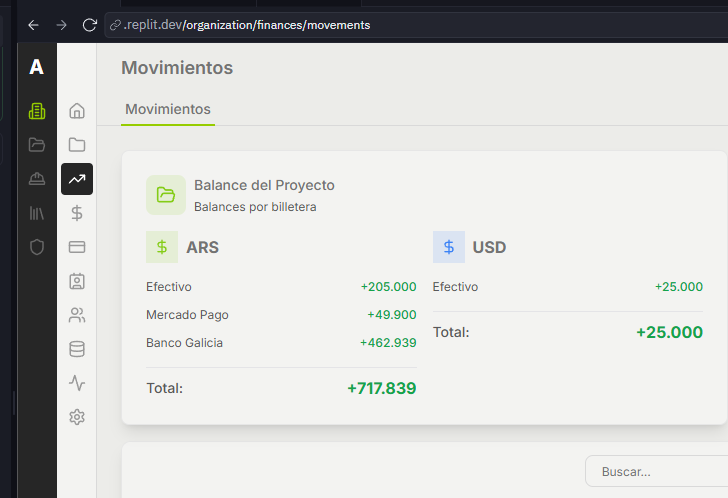 .replit.dev/organization/finances/movements
A
Movimientos
Movimientos
Balance del Proyecto
Balances por billetera
$ ARS
Efectivo +205.000
Mercado Pago +49.900
Banco Galicia +462.939
Total: +717.839
$ USD
Efectivo +25.000
Total: +25.000
Buscar...